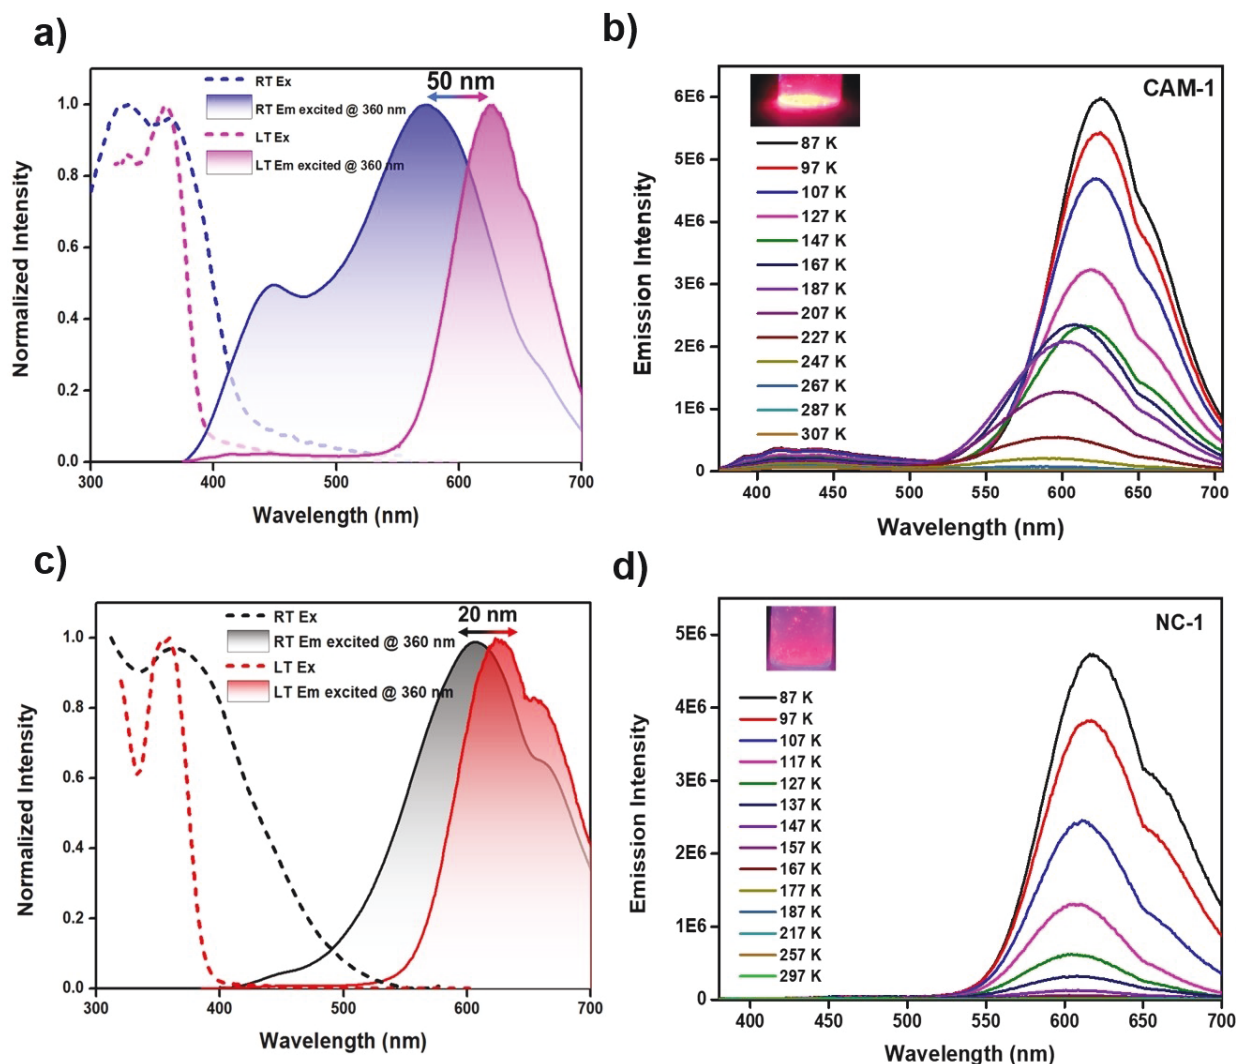 a)
50 nm
RT Ex
RT Em excited @ 360 nm
LT Ex
LT Em excited @ 360 nm
Normalized Intensity
1.0
0.8
0.6
0.4
0.2
0.0
300
400
500
600
700
Wavelength (nm)
b)
CAM-1
87 K
97 K
107 K
127 K
147 K
167 K
187 K
207 K
227 K
247 K
267 K
287 K
307 K
Emission Intensity
6E6
5E6
4E6
3E6
2E6
1E6
0
400
450
500
550
600
650
700
Wavelength (nm)
c)
20 nm
RT Ex
RT Em excited @ 360 nm
LT Ex
LT Em excited @ 360 nm
Normalized Intensity
1.0
0.8
0.6
0.4
0.2
0.0
300
400
500
600
700
Wavelength (nm)
d)
NC-1
87 K
97 K
107 K
117 K
127 K
137 K
147 K
157 K
167 K
177 K
187 K
217 K
257 K
297 K
Emission Intensity
5E6
4E6
3E6
2E6
1E6
0
400
450
500
550
600
650
700
Wavelength (nm)